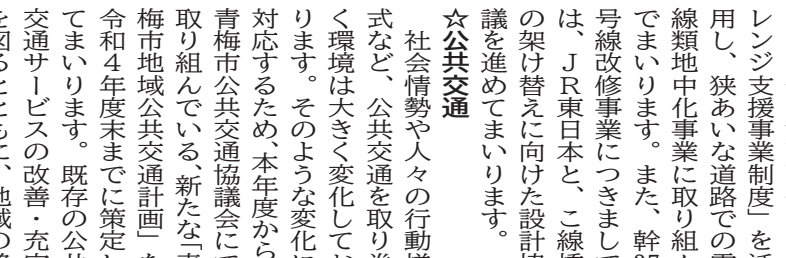 レンジ支援事業制度」を活
用し、狭あいな道路での電
線類地中化事業に取り組ん
でまいります。また、幹
号線改修事業につきまして
は、ＪＲ東日本と、こ線橋
の架け替えに向けた設計協
議を進めてまいります。
☆公共交通
社会情勢や人々の行動様
式など、公共交通を取り巻
く環境は大きく変化してお
ります。そのような変化に
対応するため、本年度から
青梅市公共交通協議会にて
取り組んでいる、新たな「青
梅市地域公共交通計画」を
令和４年度末までに策定し
てまいります。既存の公共
交通サービスの改善・充実
を図るとともに、地域の